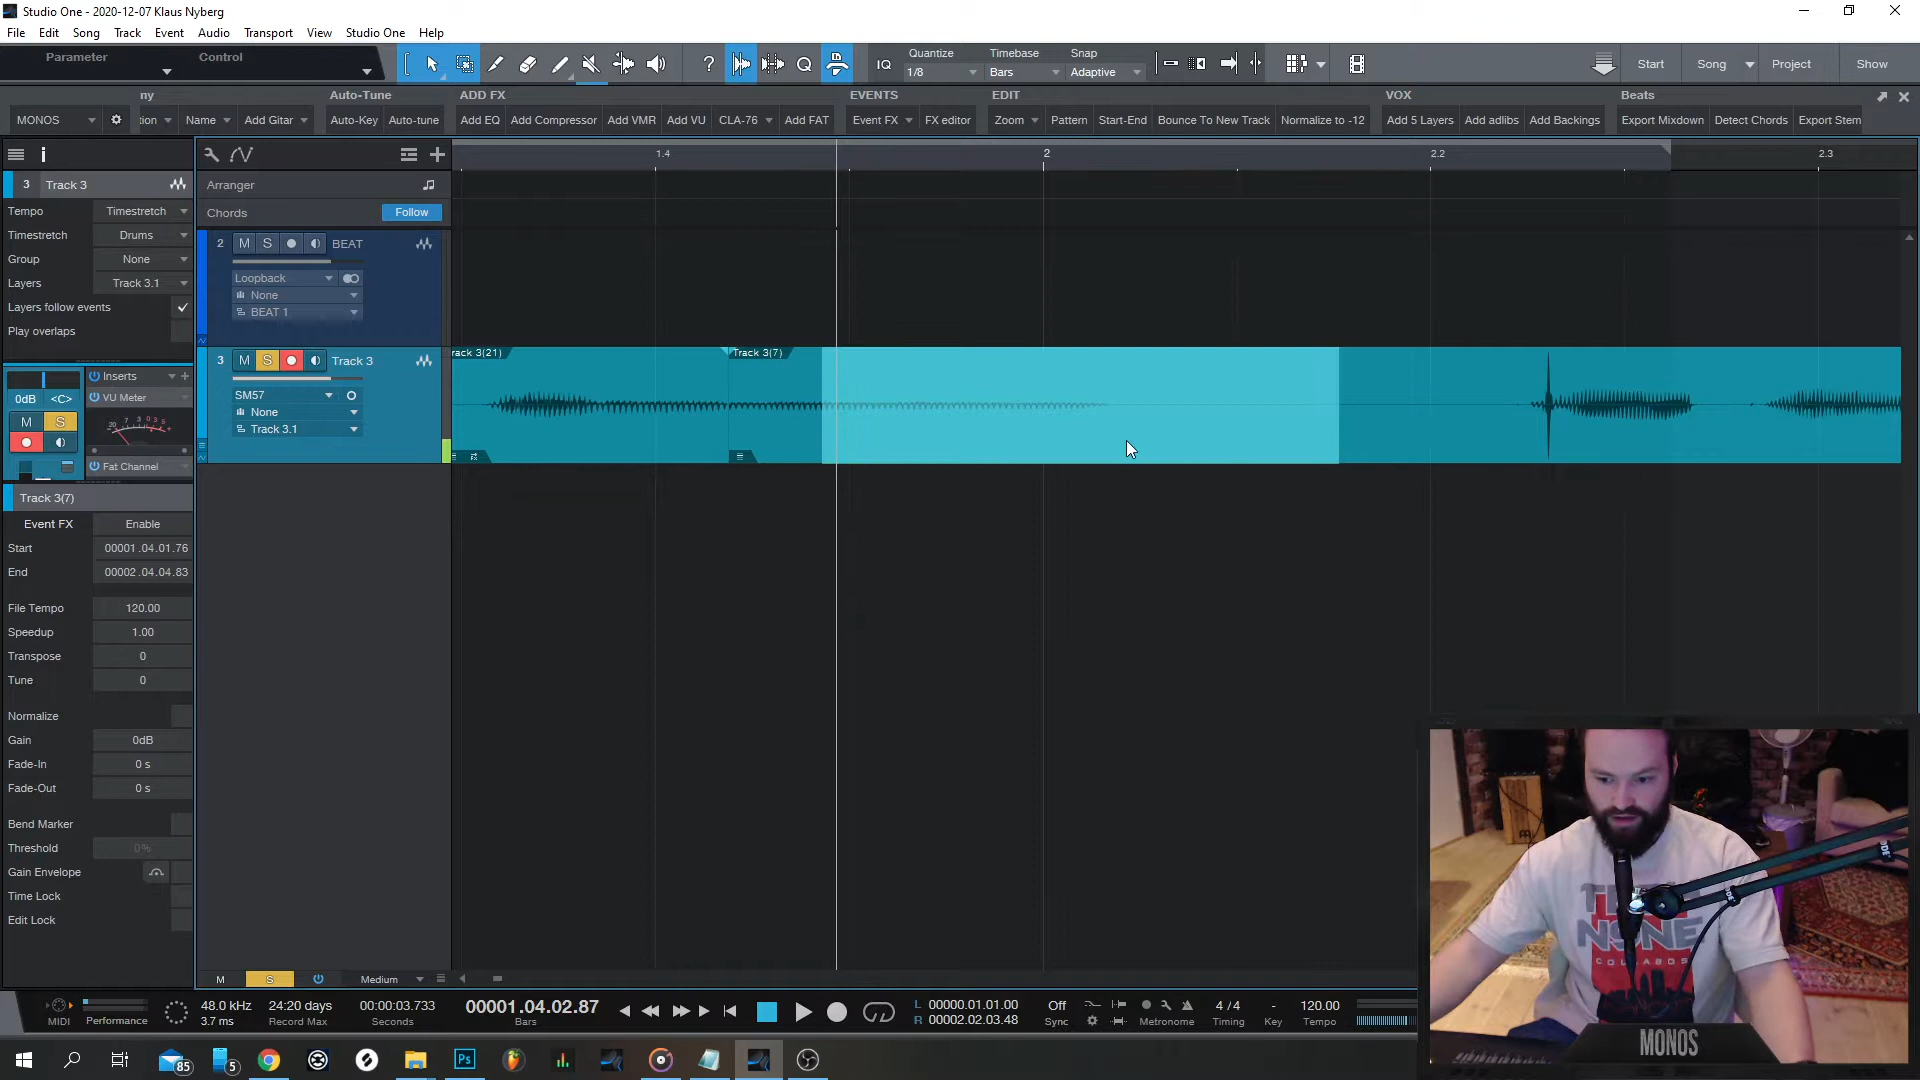 Studio One - 2020-12-07 Klaus Nyberg
File Edit Song Track Event Audio Transport View Studio One Help
Parameter Control
IQ
Quantize Timebase Snap
1/8 Bars Adaptive
Start Song Project Show
ny Auto-Tune ADD FX EVENTS EDIT VOX Beats
MONOS tion Name Add Gitar Auto-Key Auto-tune Add EQ Add Compressor Add VMR Add VU CLA-76 Add FAT Event FX FX editor Zoom Pattern Start-End Bounce To New Track Normalize to -12 Add 5 Layers Add adlibs Add Backings Export Mixdown Detect Chords Export Stem
1.4 2 2.2 2.3
3 Track 3
Arranger
Chords Follow
Tempo Timestretch
Timestretch Drums
Group None
Layers Track 3.1
Layers follow events
Play overlaps
2 M S BEAT
Loopback
None
BEAT 1
3 M S Track 3
SM57
None
Track 3.1
rack 3(21) Track 3(7)
Inserts
VU Meter
0dB <C>
M S
Fat Channel
Track 3(7)
Event FX Enable
Start 00001.04.01.76
End 00002.04.04.83
File Tempo 120.00
Speedup 1.00
Transpose 0
Tune 0
Normalize
Gain 0dB
Fade-In 0 s
Fade-Out 0 s
Bend Marker
Threshold 0%
Gain Envelope
Time Lock
Edit Lock
M S Medium
MIDI Performance
48.0 kHz
3.7 ms
24:20 days
Record Max
00:00:03.733
Seconds
00001.04.02.87
Bars
L 00000.01.01.00
R 00002.02.03.48
Off
Sync
Metronome
4 / 4
Timing
-
Key
120.00
Tempo
NONE
COLLABOS
MONOS
85 5 Ps